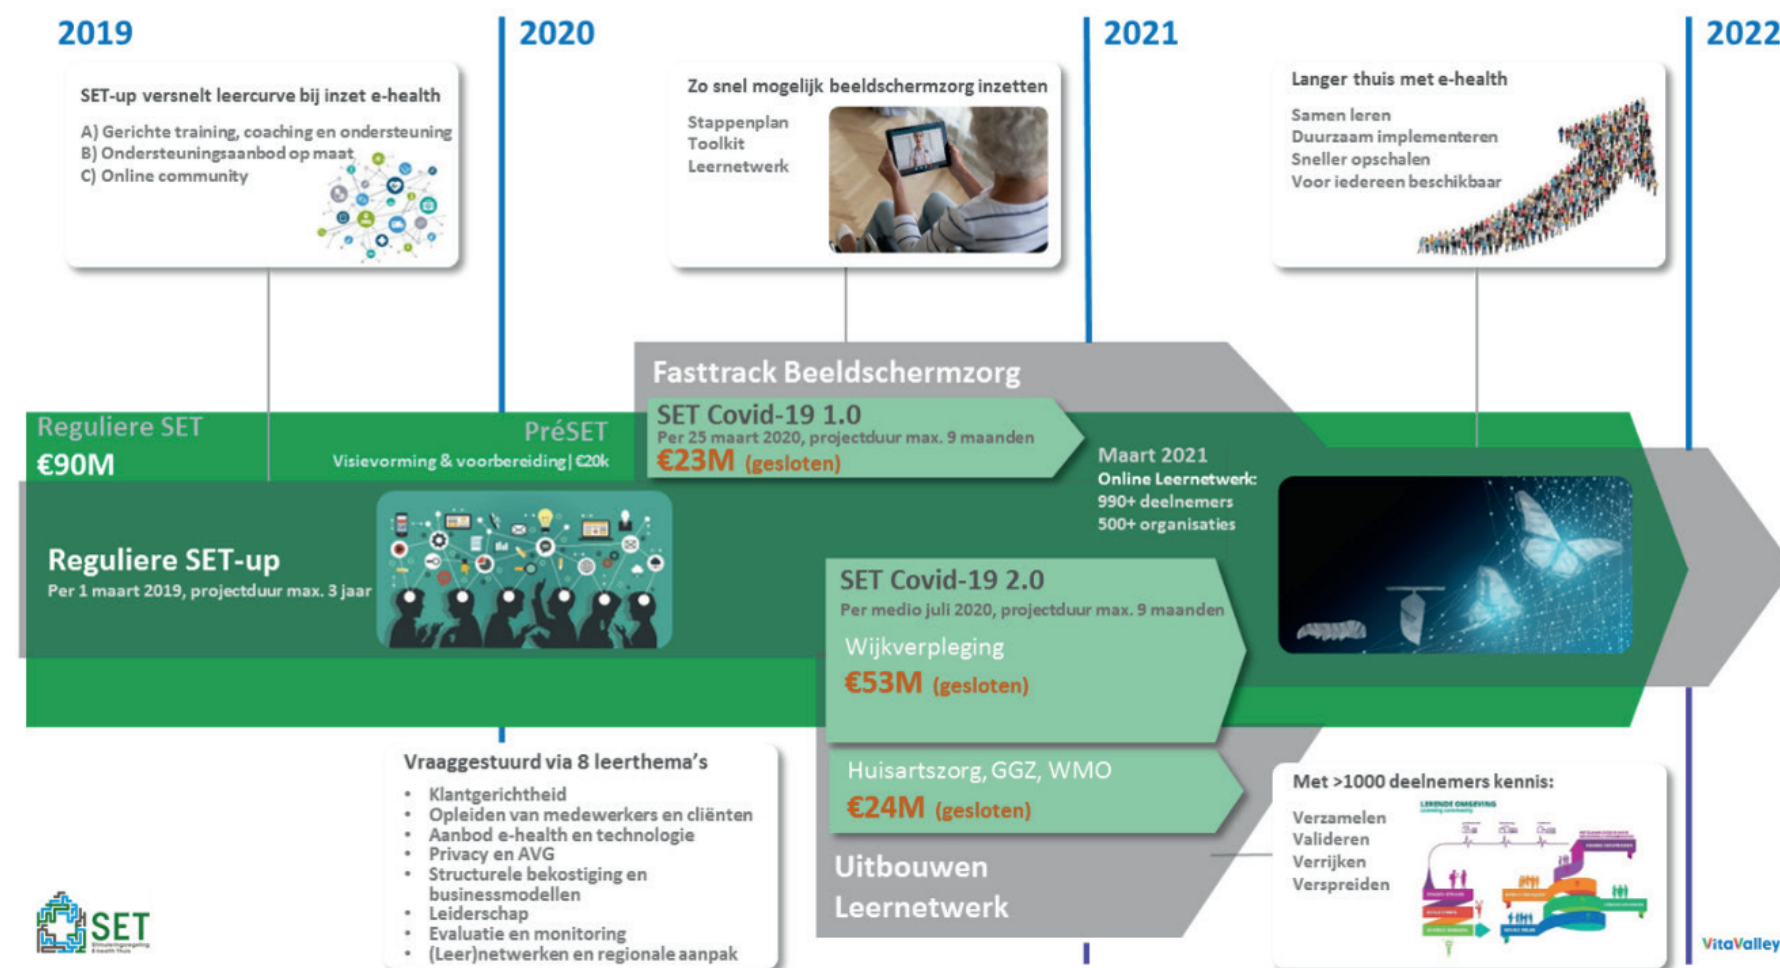 2019
2020
2021
2022
SET-up versnelt leercurve bij inzet e-health
A) Gerichte training, coaching en ondersteuning
B) Ondersteuningsaanbod op maat
C) Online community
Zo snel mogelijk beeldschermzorg inzetten
Stappenplan
Toolkit
Leernetwerk
Langer thuis met e-health
Samen leren
Duurzaam implementeren
Sneller opschalen
Voor iedereen beschikbaar
Fasttrack Beeldschermzorg
Reguliere SET
€90M
PréSET
Visievorming & voorbereiding| €20k
SET Covid-19 1.0
Per 25 maart 2020, projectduur max. 9 maanden
€23M (gesloten)
Maart 2021
Online Leernetwerk:
990+ deelnemers
500+ organisaties
Reguliere SET-up
Per 1 maart 2019, projectduur max. 3 jaar
SET Covid-19 2.0
Per medio juli 2020, projectduur max. 9 maanden
Wijkverpleging
€53M (gesloten)
Huisartszorg, GGZ, WMO
€24M (gesloten)
Uitbouwen
Leernetwerk
Vraaggestuurd via 8 leerthema's
• Klantgerichtheid
• Opleiden van medewerkers en cliënten
• Aanbod e-health en technologie
• Privacy en AVG
• Structurele bekostiging en
businessmodellen
• Leiderschap
• Evaluatie en monitoring
• (Leer)netwerken en regionale aanpak
Met >1000 deelnemers kennis:
Verzamelen
Valideren
Verrijken
Verspreiden
LERENDE OMGEVING
SET
Stimuleringsregeling
E-health Thuis
VitaValley